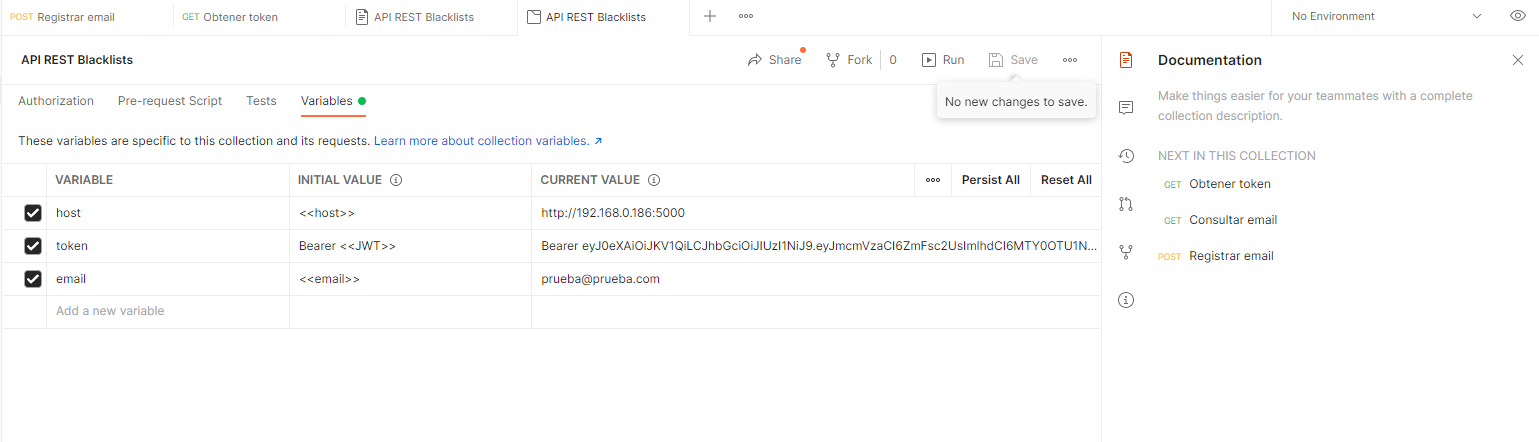 POST Registrar email
GET Obtener token
API REST Blacklists
API REST Blacklists
No Environment
API REST Blacklists
Share
Fork
0
Run
Save
No new changes to save.
Authorization
Pre-request Script
Tests
Variables
These variables are specific to this collection and its requests. Learn more about collection variables. ↗
VARIABLE INITIAL VALUE CURRENT VALUE Persist All Reset All
host <<host>> http://192.168.0.186:5000
token Bearer <<JWT>> Bearer eyJ0eXAiOiJKV1QiLCJhbGciOiJIUzI1NiJ9.eyJmcmVzaCI6ZmFsc2UsImlhdCI6MTY0OTU1N...
email <<email>> prueba@prueba.com
Add a new variable
Documentation
Make things easier for your teammates with a complete
collection description.
NEXT IN THIS COLLECTION
GET Obtener token
GET Consultar email
POST Registrar email